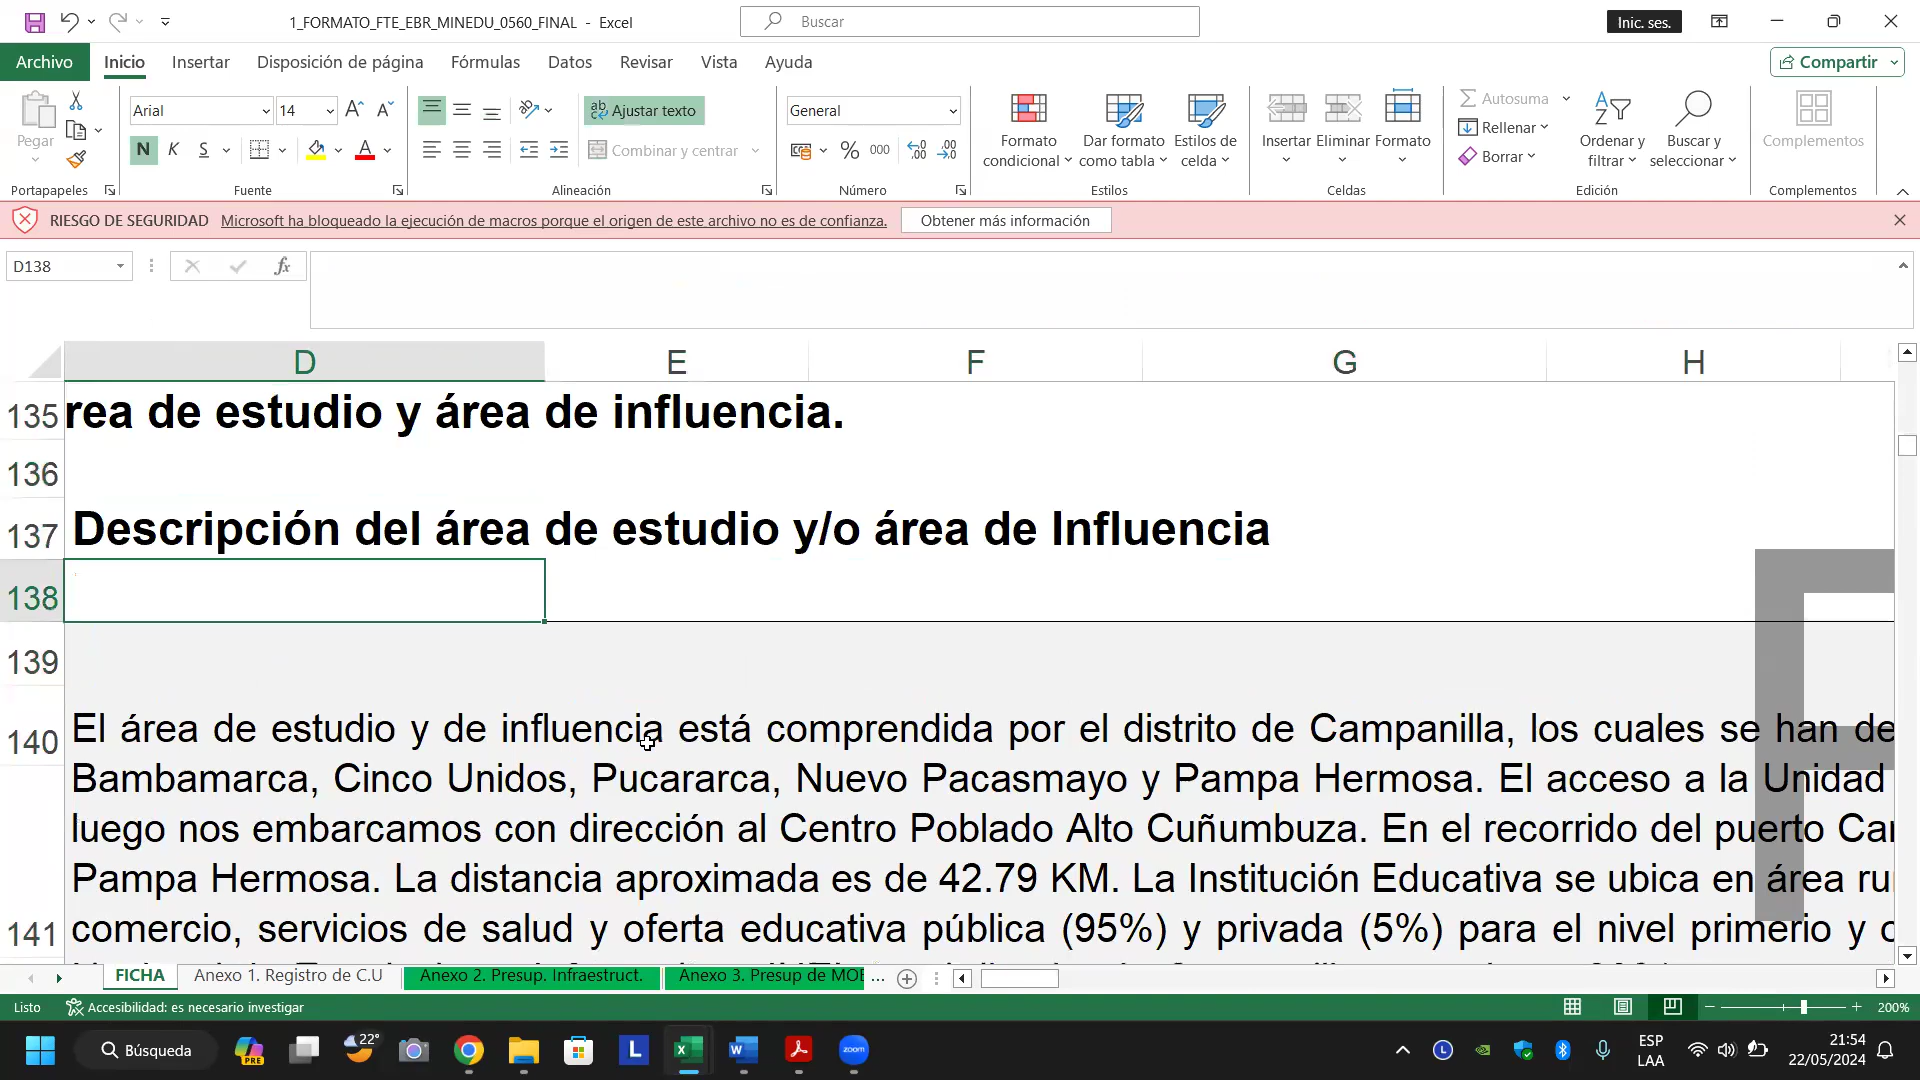 1_FORMATO_FTE_EBR_MINEDU_0560_FINAL - Excel
Buscar
Inic. ses.
Archivo
Inicio
Insertar
Disposición de página
Fórmulas
Datos
Revisar
Vista
Ayuda
Compartir
Pegar
Portapapeles
Arial
14
N K S
Fuente
Ajustar texto
Combinar y centrar
Alineación
General
% 000
Número
Formato condicional
Dar formato como tabla
Estilos de celda
Estilos
Insertar
Eliminar
Formato
Celdas
Autosuma
Rellenar
Borrar
Ordenar y filtrar
Buscar y seleccionar
Edición
Complementos
Complementos
RIESGO DE SEGURIDAD Microsoft ha bloqueado la ejecución de macros porque el origen de este archivo no es de confianza. Obtener más información
D138
fx
D E F G H
135 rea de estudio y área de influencia.
136
137 Descripción del área de estudio y/o área de Influencia
138
139
140 El área de estudio y de influencia está comprendida por el distrito de Campanilla, los cuales se han de
Bambamarca, Cinco Unidos, Pucararca, Nuevo Pacasmayo y Pampa Hermosa. El acceso a la Unidad
luego nos embarcamos con dirección al Centro Poblado Alto Cuñumbuza. En el recorrido del puerto Ca
Pampa Hermosa. La distancia aproximada es de 42.79 KM. La Institución Educativa se ubica en área ru
141 comercio, servicios de salud y oferta educativa pública (95%) y privada (5%) para el nivel primerio y
FICHA
Anexo 1. Registro de C.U
Anexo 2. Presup. Infraestruct.
Anexo 3. Presup de MOB
...
Listo
Accesibilidad: es necesario investigar
200%
Búsqueda
PRE
22°
zoom
ESP
LAA
21:54
22/05/2024